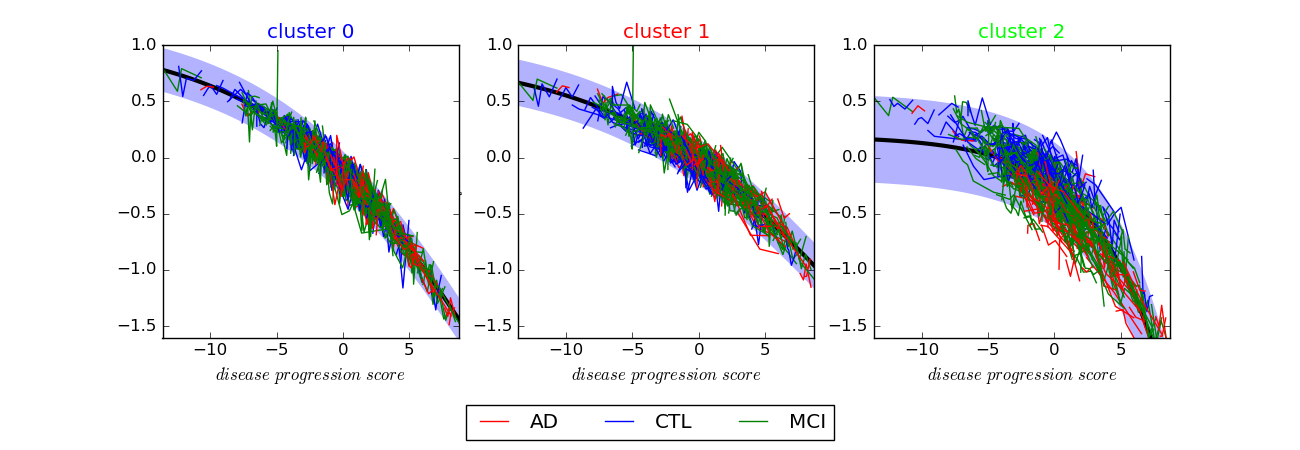 cluster 0 cluster 1 cluster 2
1.0 1.0 1.0
0.5 0.5 0.5
0.0 0.0 0.0
−0.5 −0.5 −0.5
−1.0 −1.0 −1.0
−1.5 −1.5 −1.5
−10 −5 0 5 −10 −5 0 5 −10 −5 0 5
disease progression score disease progression score disease progression score
AD CTL MCI